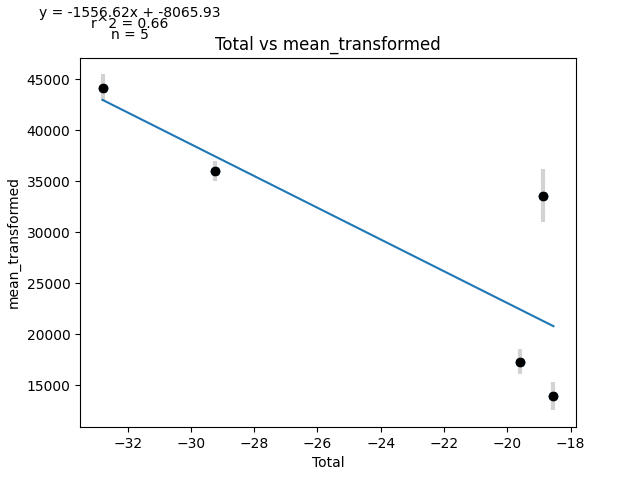 y = -1556.62x + -8065.93
r^2 = 0.66
n = 5
Total vs mean_transformed
45000
40000
35000
30000
25000
20000
15000
mean_transformed
−32 −30 −28 −26 −24 −22 −20 −18
Total